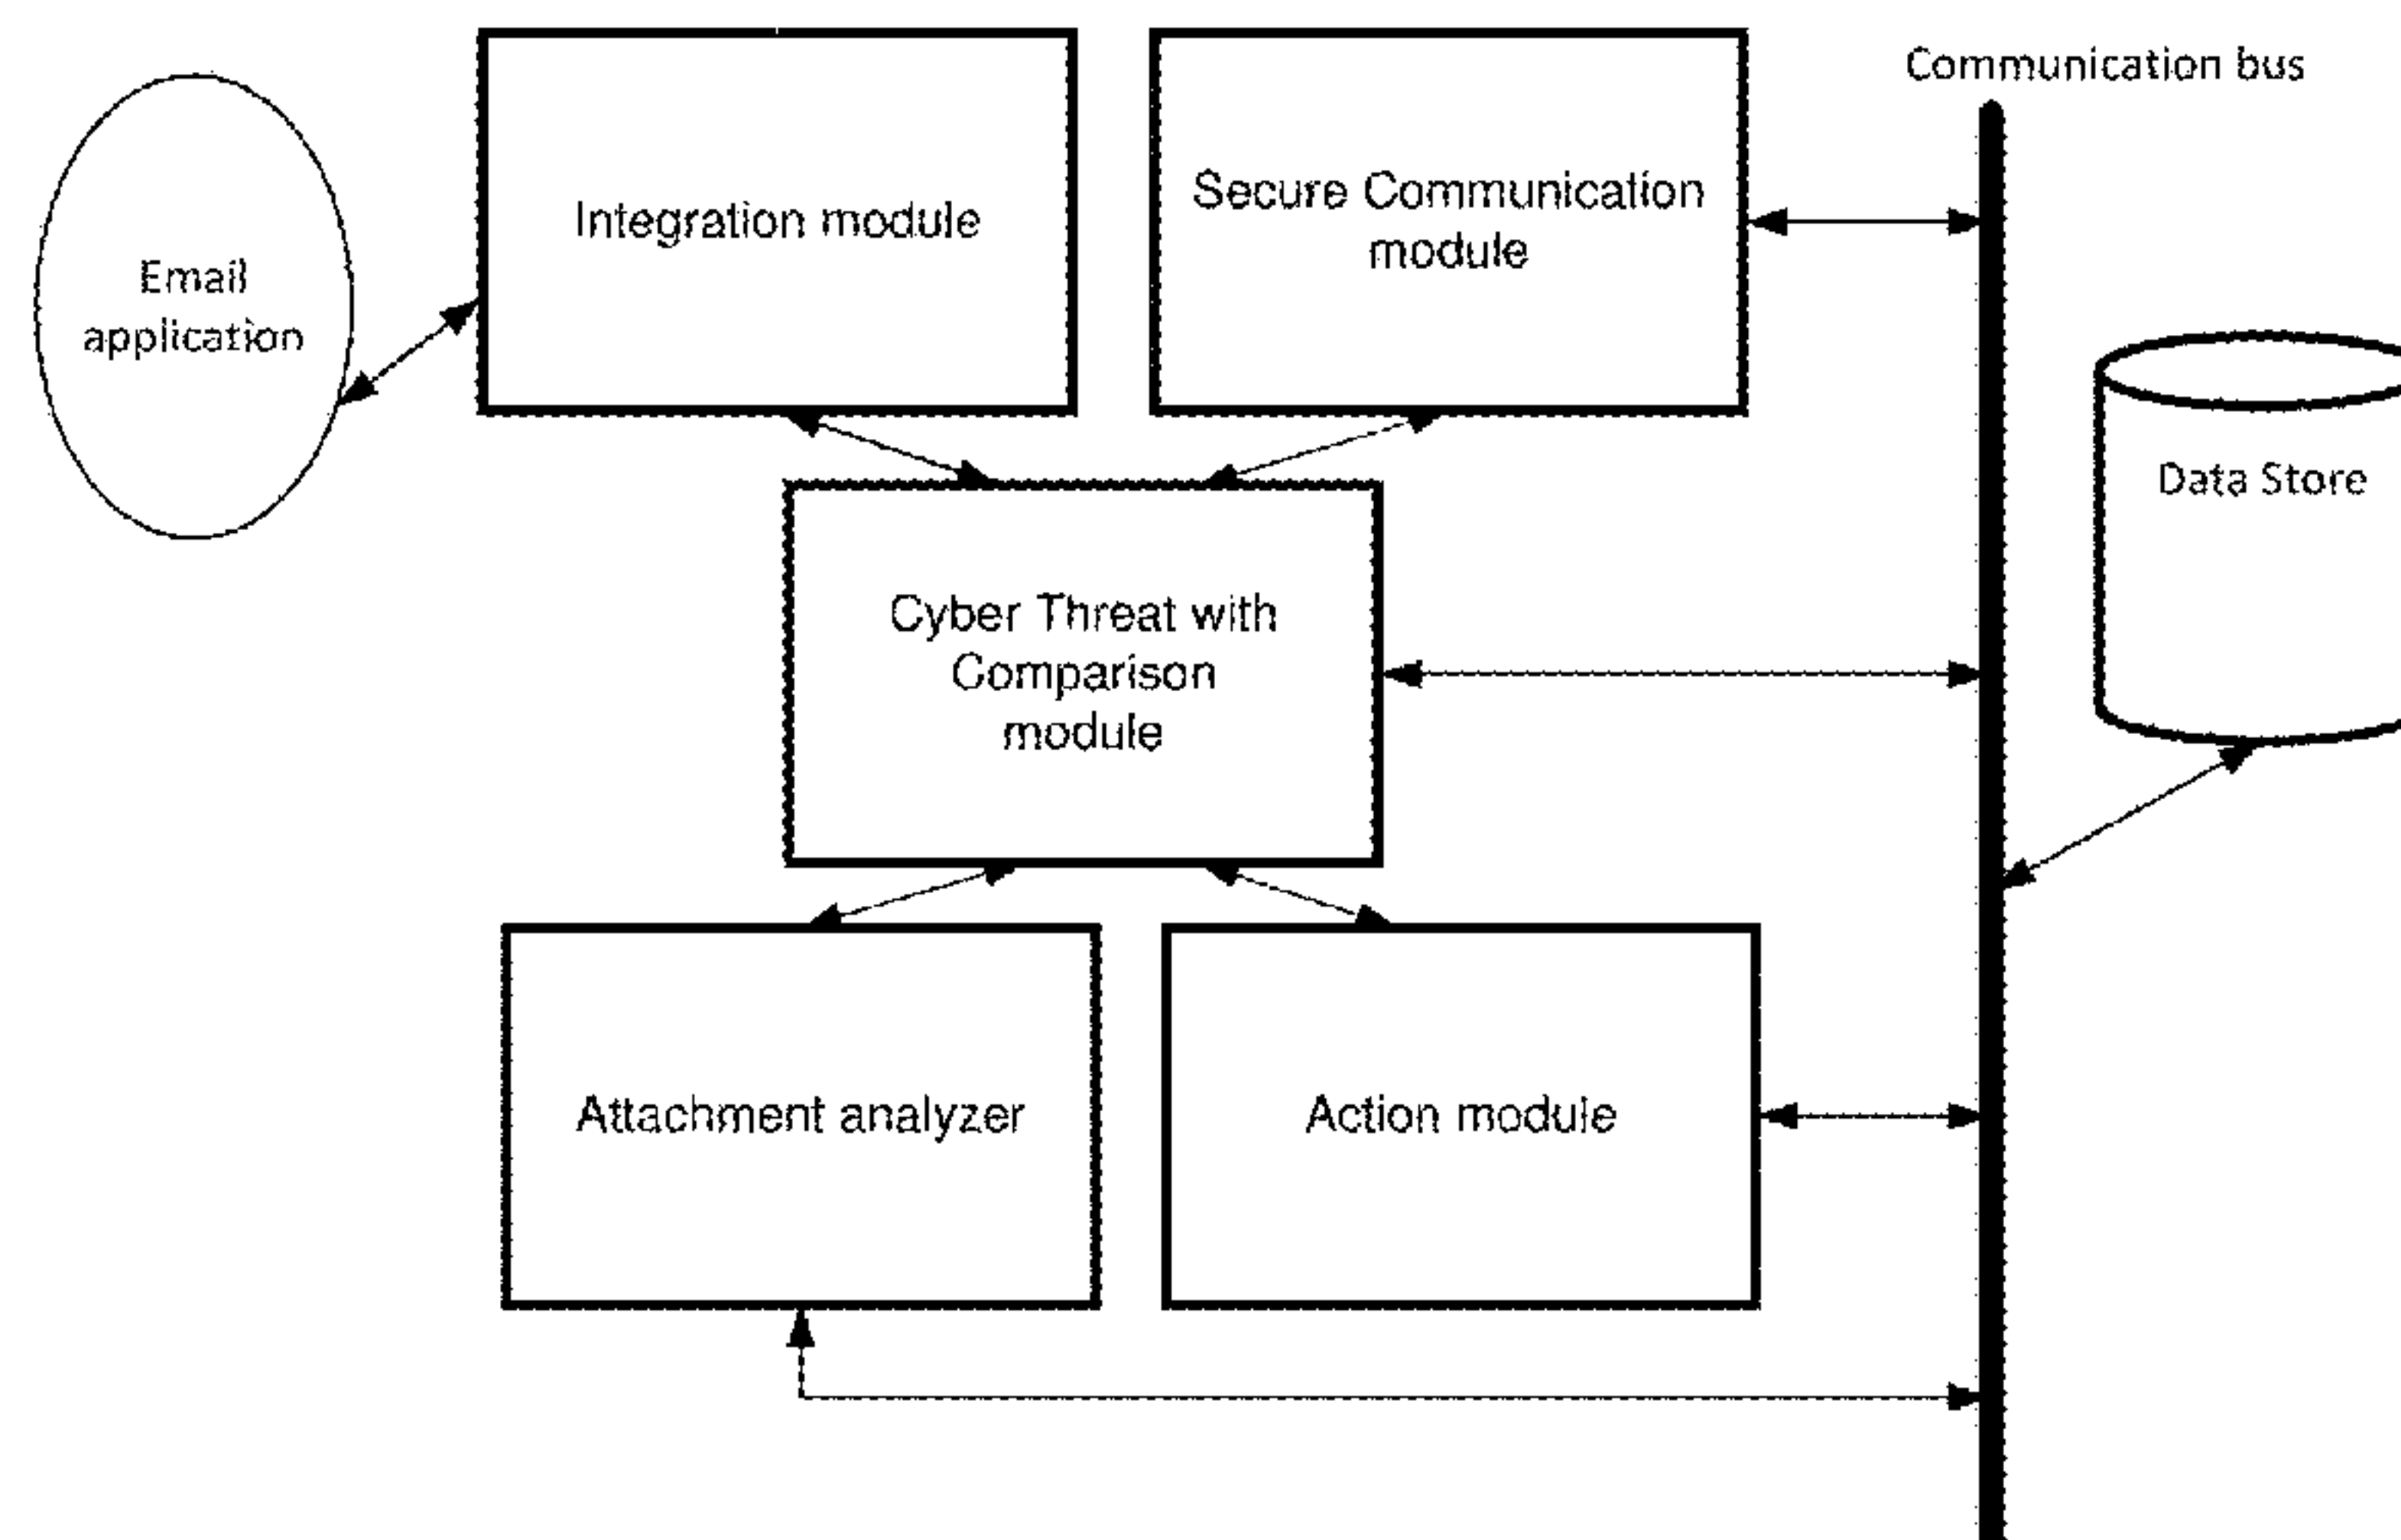 Communication bus
Email
application
Integration module
Secure Communication
module
Data Store
Cyber Threat with
Comparison
module
Attachment analyzer
Action module